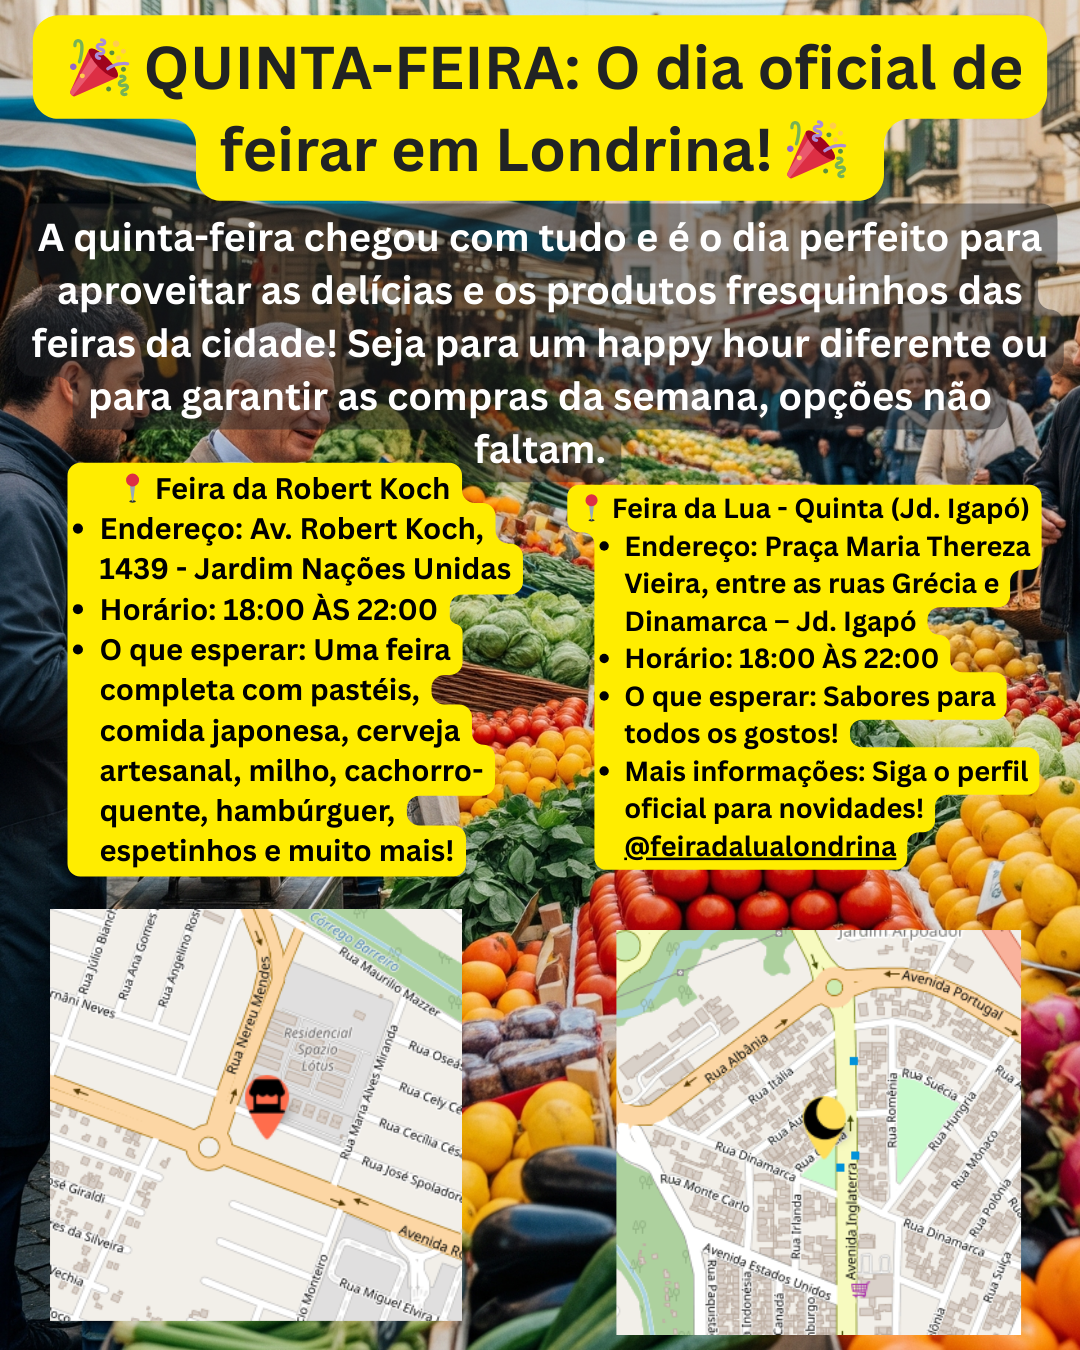 🎉 QUINTA-FEIRA: O dia oficial de
feirar em Londrina! 🎉
A quinta-feira chegou com tudo e é o dia perfeito para
aproveitar as delícias e os produtos fresquinhos das
feiras da cidade! Seja para um happy hour diferente ou
para garantir as compras da semana, opções não
faltam.
📍 Feira da Robert Koch
• Endereço: Av. Robert Koch,
1439 - Jardim Nações Unidas
• Horário: 18:00 ÀS 22:00
• O que esperar: Uma feira
completa com pastéis,
comida japonesa, cerveja
artesanal, milho, cachorro-
quente, hambúrguer,
espetinhos e muito mais!
📍 Feira da Lua - Quinta (Jd. Igapó)
• Endereço: Praça Maria Thereza
Vieira, entre as ruas Grécia e
Dinamarca – Jd. Igapó
• Horário: 18:00 ÀS 22:00
• O que esperar: Sabores para
todos os gostos!
• Mais informações: Siga o perfil
oficial para novidades!
@feiradalualondrina
Rua Júlio Bianch
Rua Ana Gomes
Rua Angelino Ros
rnâni Neves
Rua Nereu Mendes
Córrego Barreiro
Rua Maurílio Mazzer
Residencial
Spazio
Lótus
Rua Maria Alves Miranda
Rua Oseá
Rua Cely Ce
Rua Cecília Cés
Rua José Spolador
osé Giraldi
es da Silveira
Vechia
oco
io Monteiro
Avenida R
Rua Miguel Elvira
Jardim Arpoador
Avenida Portugal
Rua Albânia
Rua Itália
Rua Áu
Rua
Rua Romênia
Rua Suécia
Rua Hungria
Rua A
Rua Dinamarca
Rua Monte Carlo
Rua Irlanda
Avenida Inglaterra
Rua Mônaco
Rua Polônia
Rua Dinamarca
Rua Suíça
Avenida Estados Unidos
Rua Paquistã
Indonésia
Canadá
mburgo
lônia